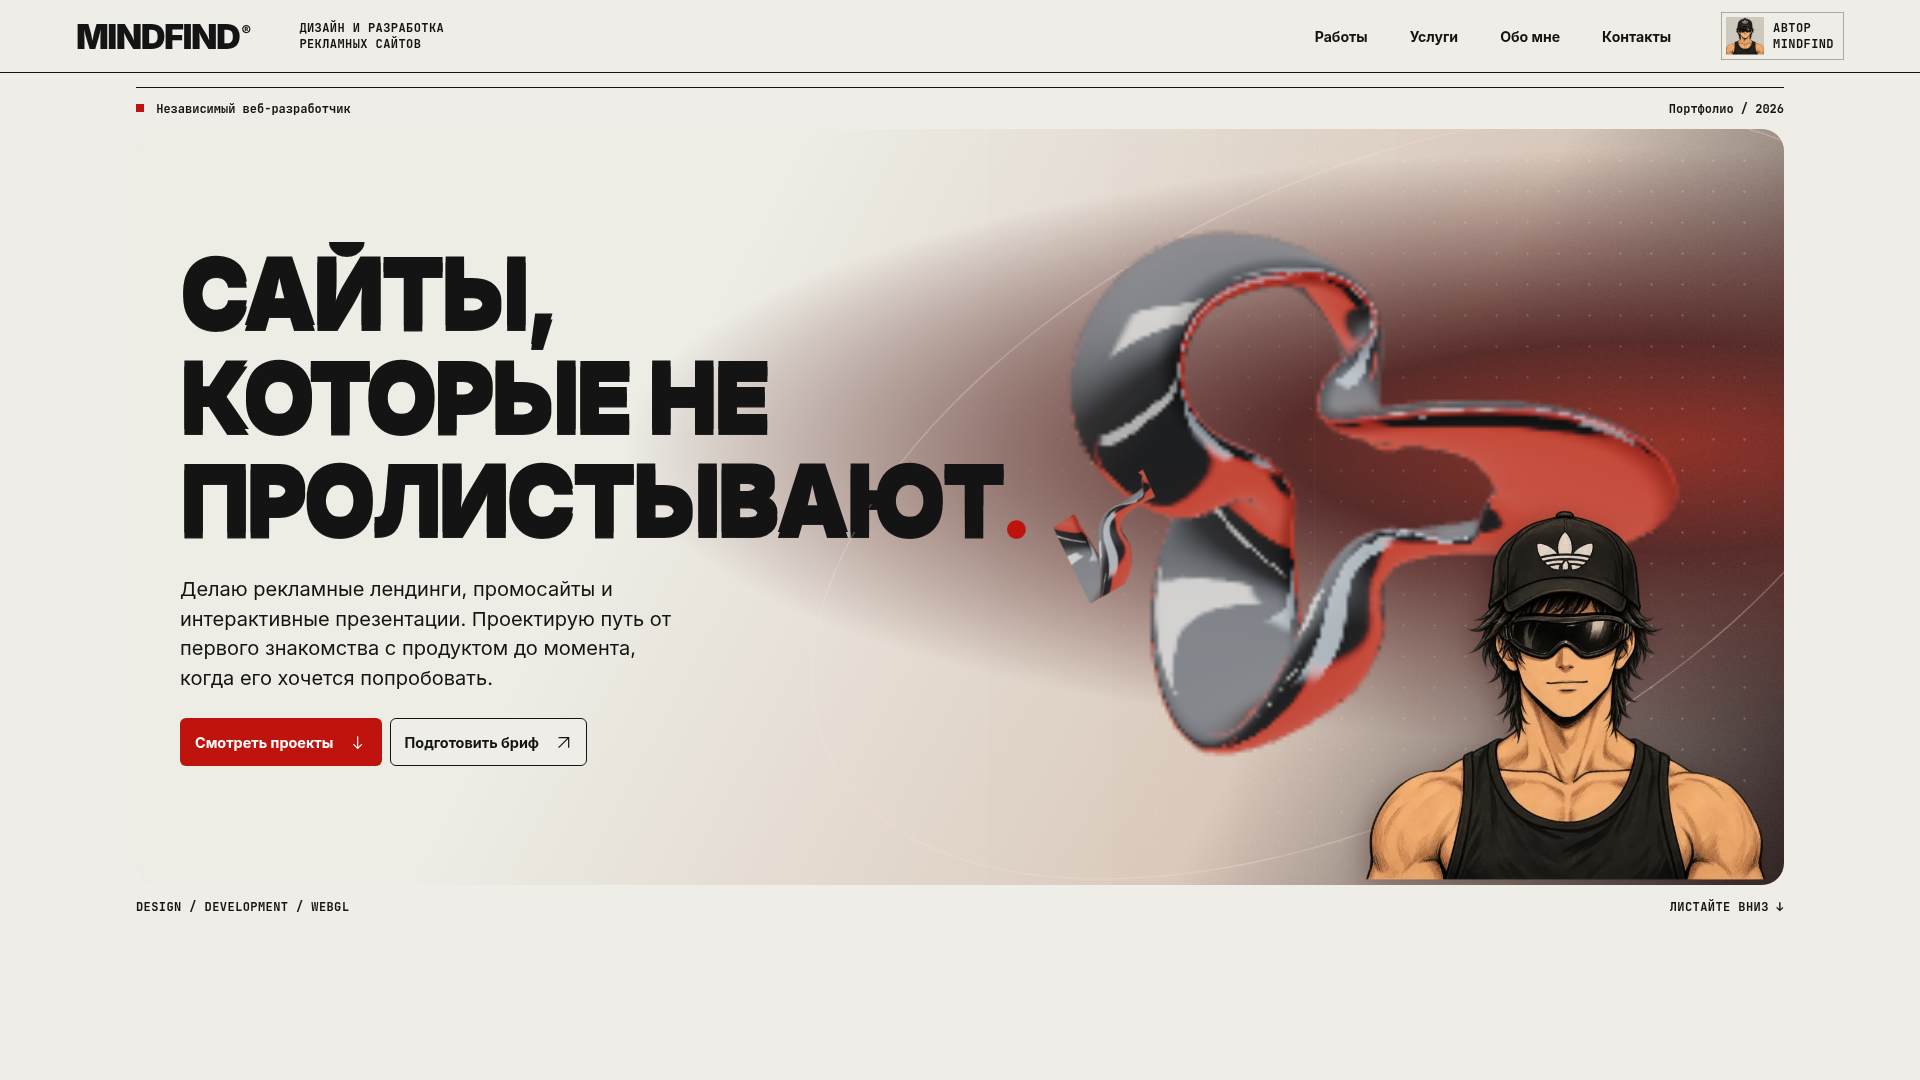 MINDFIND®
ДИЗАЙН И РАЗРАБОТКА
РЕКЛАМНЫХ САЙТОВ
Работы
Услуги
Обо мне
Контакты
АВТОР
MINDFIND
Независимый веб-разработчик
Портфолио / 2026
САЙТЫ,
КОТОРЫЕ НЕ
ПРОЛИСТЫВАЮТ.
Делаю рекламные лендинги, промосайты и
интерактивные презентации. Проектирую путь от
первого знакомства с продуктом до момента,
когда его хочется попробовать.
Смотреть проекты ↓
Подготовить бриф ↗
DESIGN / DEVELOPMENT / WEBGL
ЛИСТАЙТЕ ВНИЗ ↓